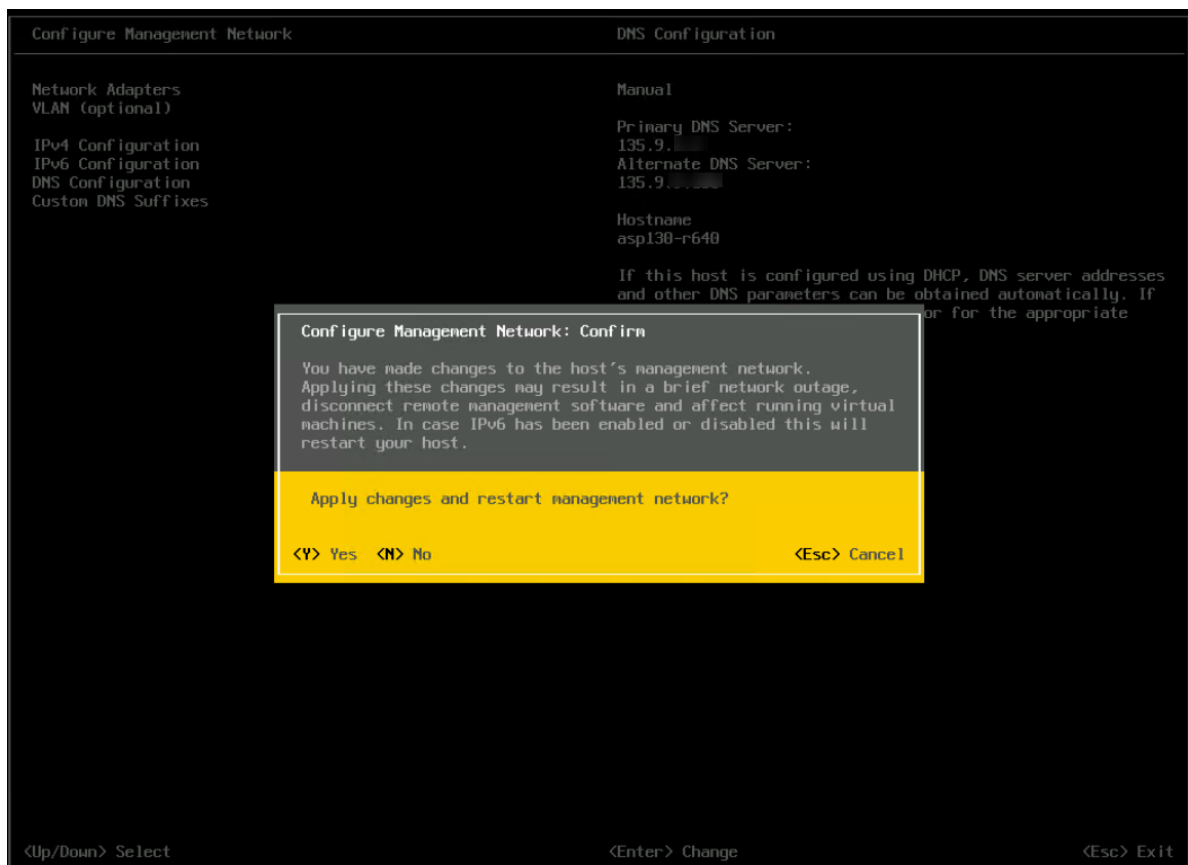 Configure Management Network
DNS Configuration
Network Adapters
VLAN (optional)
IPv4 Configuration
IPv6 Configuration
DNS Configuration
Custom DNS Suffixes
Manual
Primary DNS Server:
135.9.
Alternate DNS Server:
135.9.
Hostname
asp130-r640
If this host is configured using DHCP, DNS server addresses
and other DNS parameters can be obtained automatically. If
or for the appropriate
Configure Management Network: Confirm
You have made changes to the host's management network.
Applying these changes may result in a brief network outage,
disconnect remote management software and affect running virtual
machines. In case IPv6 has been enabled or disabled this will
restart your host.
Apply changes and restart management network?
<Y> Yes <N> No <Esc> Cancel
<Up/Down> Select <Enter> Change <Esc> Exit